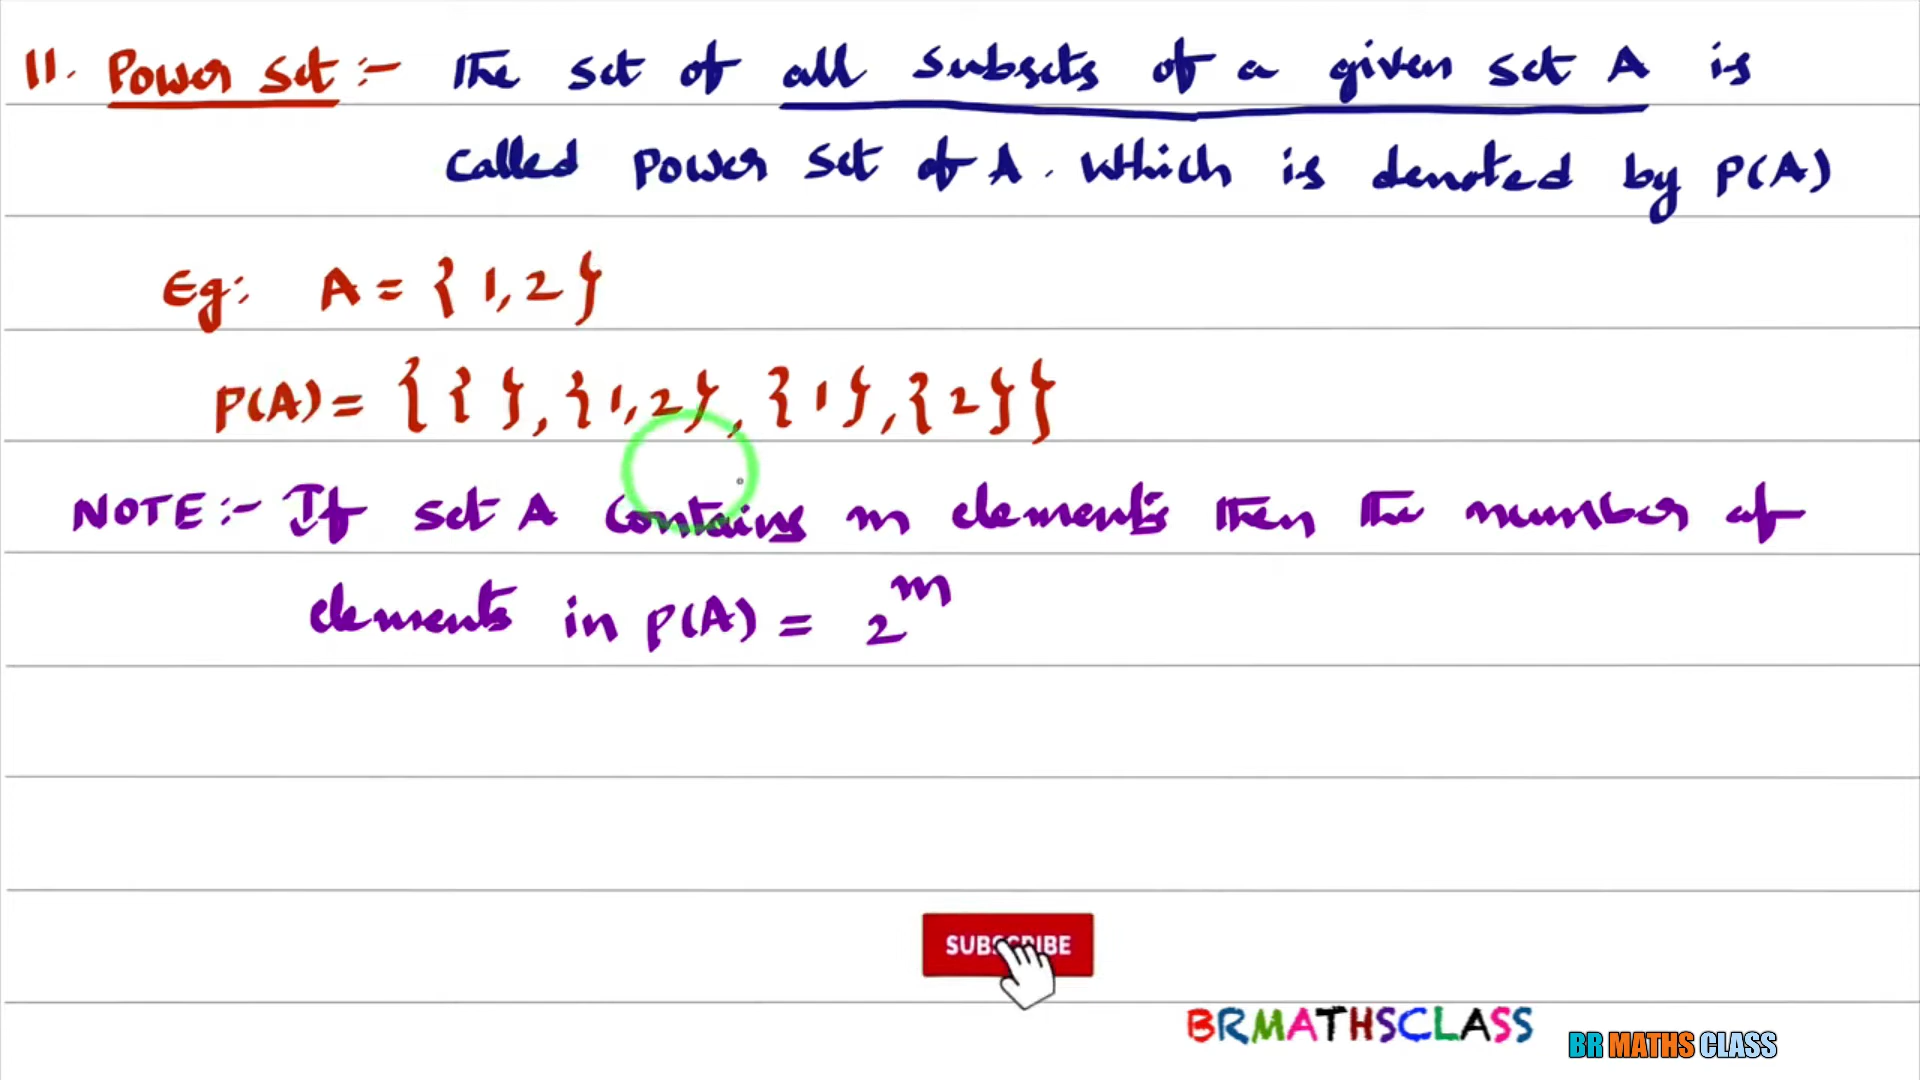 11. Power set :- The set of all subsets of a given set A is
called power set of A. Which is denoted by P(A)
Eg: A = {1,2}
P(A) = { { }, {1,2}, {1}, {2} }
NOTE :- If set A contains m elements then the number of
elements in P(A) = 2^m
SUBSCRIBE
BRMATHSCLASS
BR MATHS CLASS